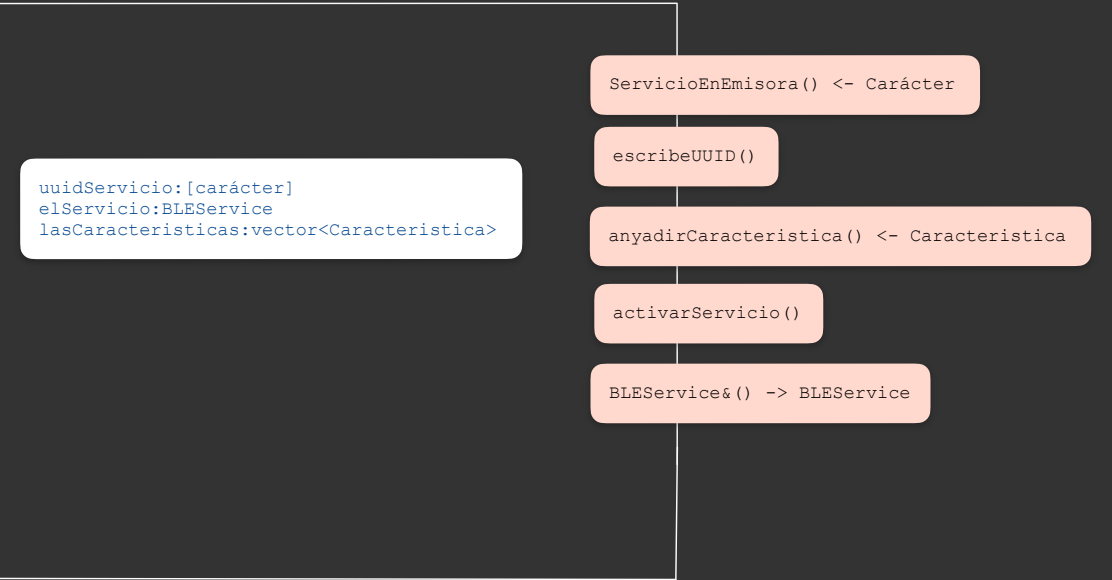 ServicioEnEmisora() <- Carácter
escribeUUID()
uuidServicio:[carácter]
elServicio:BLEService
lasCaracteristicas:vector<Caracteristica>
anyadirCaracteristica() <- Caracteristica
activarServicio()
BLEService&() -> BLEService